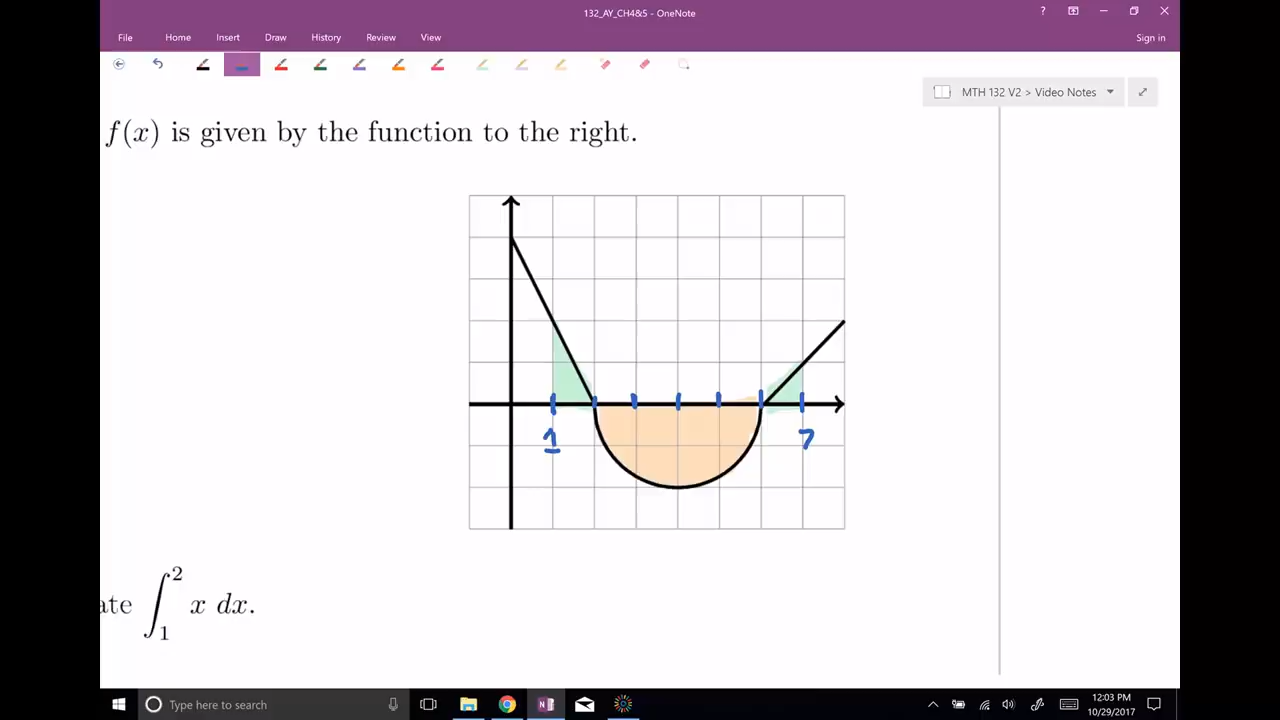 132_AY_CH4&5 - OneNote
?
File Home Insert Draw History Review View
Sign in
MTH 132 V2 > Video Notes
f(x) is given by the function to the right.
1 7
ate ∫₁² x dx.
Type here to search
12:03 PM
10/29/2017